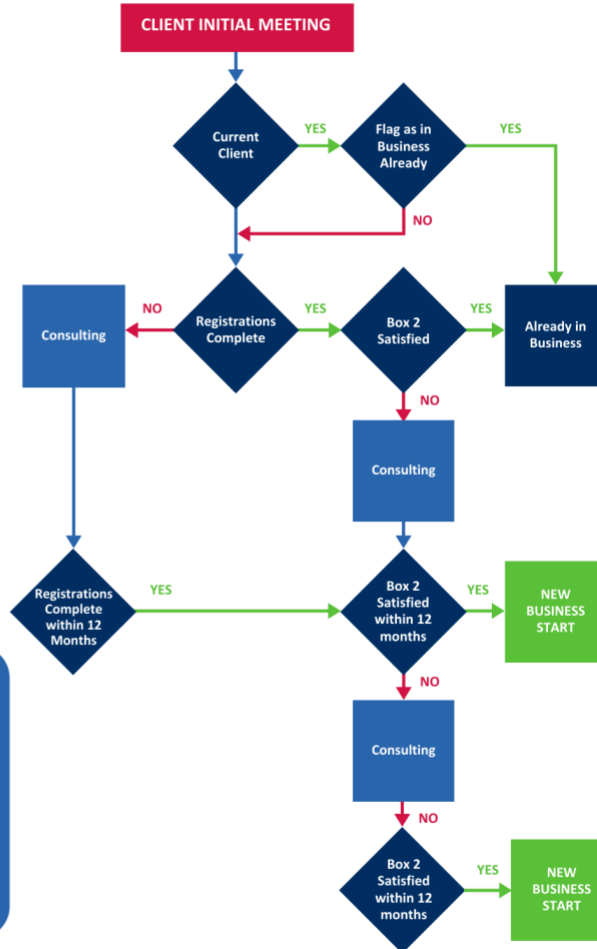 CLIENT INITIAL MEETING
Current
Client
YES
Flag as in
Business
Already
YES
NO
Consulting
NO
Registrations
Complete
YES
Box 2
Satisfied
YES
Already in
Business
NO
Consulting
Registrations
Complete
within 12
Months
YES
Box 2
Satisfied
within 12
months
YES
NEW
BUSINESS
START
NO
Consulting
NO
Box 2
Satisfied
within 12
months
YES
NEW
BUSINESS
START